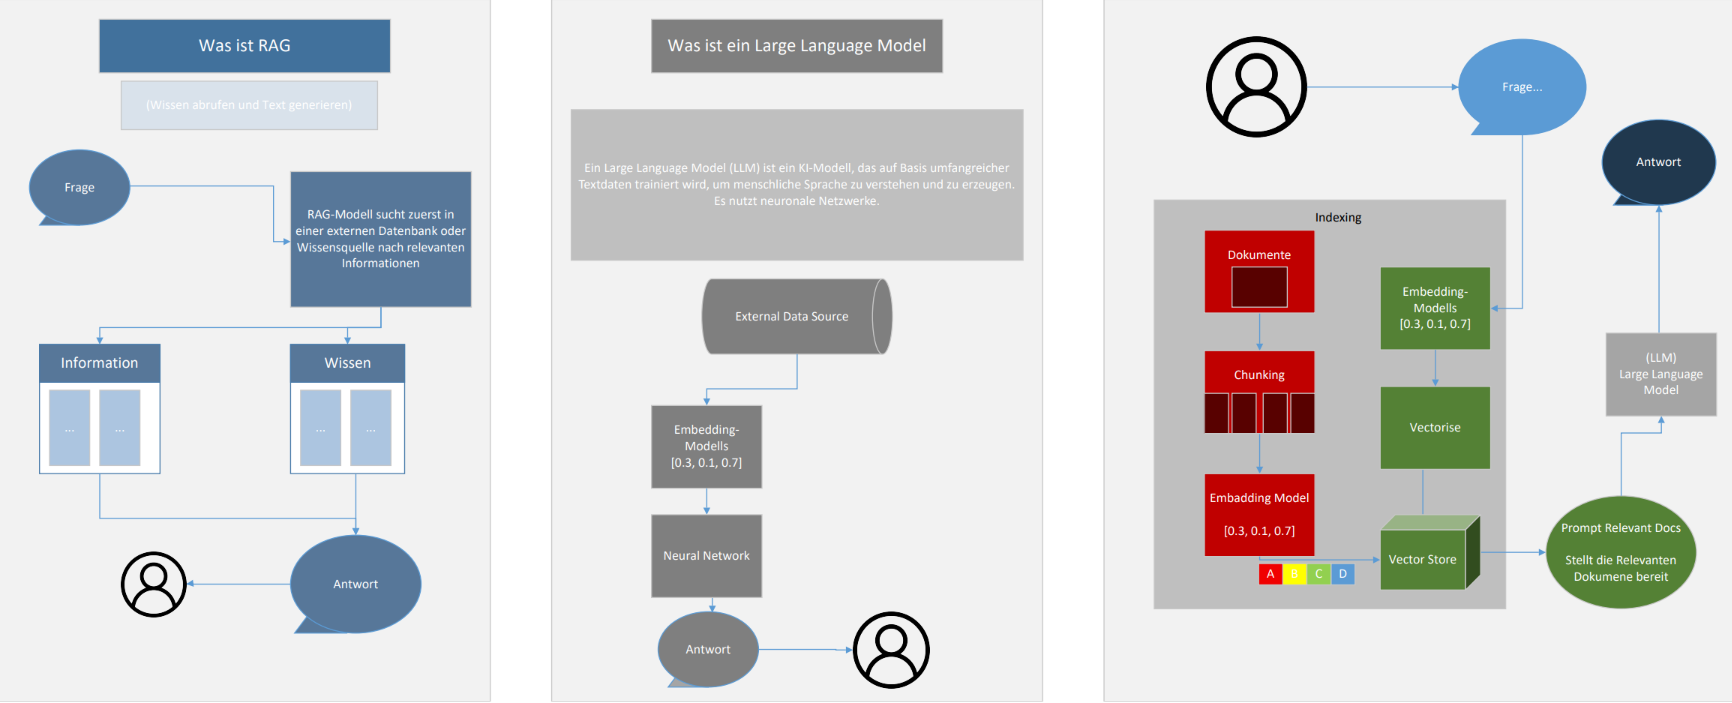 Was ist RAG
(Wissen abrufen und Text generieren)
Frage
RAG-Modell sucht zuerst in
einer externen Datenbank oder
Wissensquelle nach relevanten
Informationen
Information
...
...
Wissen
...
...
Antwort
Was ist ein Large Language Model
Ein Large Language Model (LLM) ist ein KI-Modell, das auf Basis umfangreicher
Textdaten trainiert wird, um menschliche Sprache zu verstehen und zu erzeugen.
Es nutzt neuronale Netzwerke.
External Data Source
Embedding-
Modells
[0.3, 0.1, 0.7]
Neural Network
Antwort
Frage...
Antwort
Indexing
Dokumente
Chunking
Embadding Model
[0.3, 0.1, 0.7]
A B C D
Embedding-
Modells
[0.3, 0.1, 0.7]
Vectorise
Vector Store
Prompt Relevant Docs
Stellt die Relevanten
Dokumene bereit
(LLM)
Large Language
Model